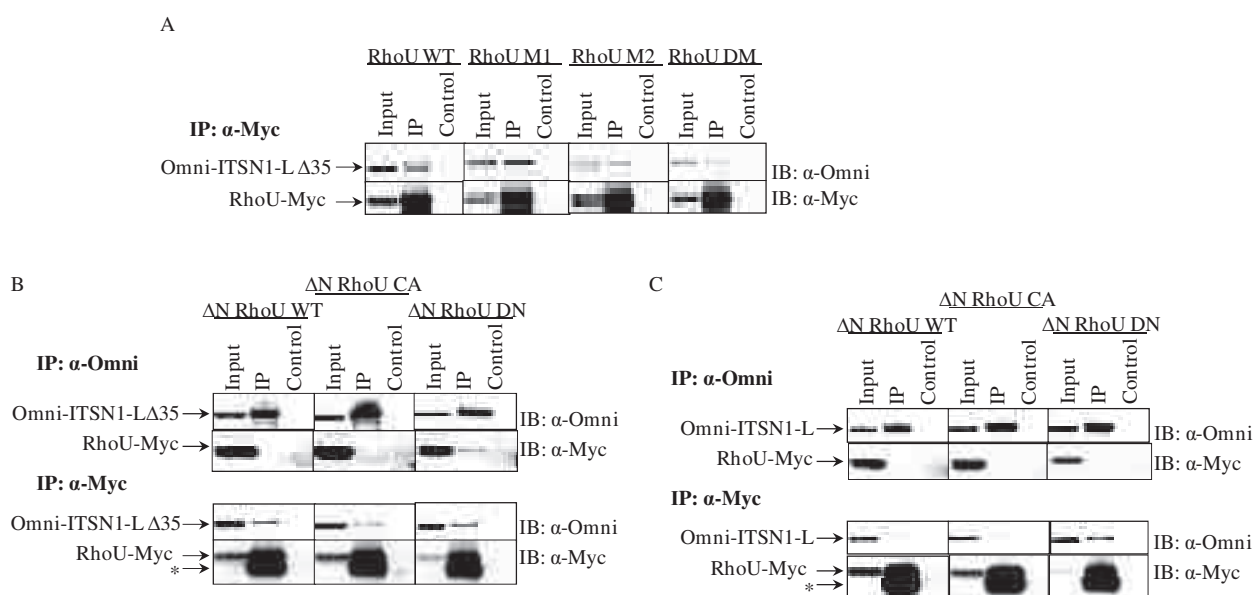 A
RhoU WT RhoU M1 RhoU M2 RhoU DM
Input IP Control Input IP Control Input IP Control Input IP Control
IP: α-Myc
Omni-ITSN1-L Δ35 IB: α-Omni
RhoU-Myc IB: α-Myc
B
ΔN RhoU CA
ΔN RhoU WT ΔN RhoU DN
Input IP Control Input IP Control Input IP Control
IP: α-Omni
Omni-ITSN1-LΔ35 IB: α-Omni
RhoU-Myc IB: α-Myc
IP: α-Myc
Omni-ITSN1-L Δ35 IB: α-Omni
RhoU-Myc IB: α-Myc
*
C
ΔN RhoU CA
ΔN RhoU WT ΔN RhoU DN
Input IP Control Input IP Control Input IP Control
IP: α-Omni
Omni-ITSN1-L IB: α-Omni
RhoU-Myc IB: α-Myc
IP: α-Myc
Omni-ITSN1-L IB: α-Omni
RhoU-Myc IB: α-Myc
*